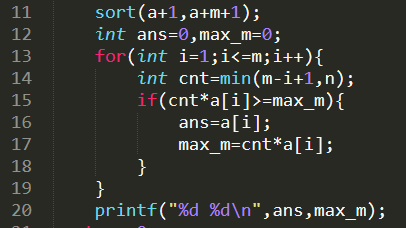 11 sort(a+1,a+m+1);
12 int ans=0,max_m=0;
13 for(int i=1;i<=m;i++){
14 int cnt=min(m-i+1,n);
15 if(cnt*a[i]>=max_m){
16 ans=a[i];
17 max_m=cnt*a[i];
18 }
19 }
20 printf("%d %d\n",ans,max_m);